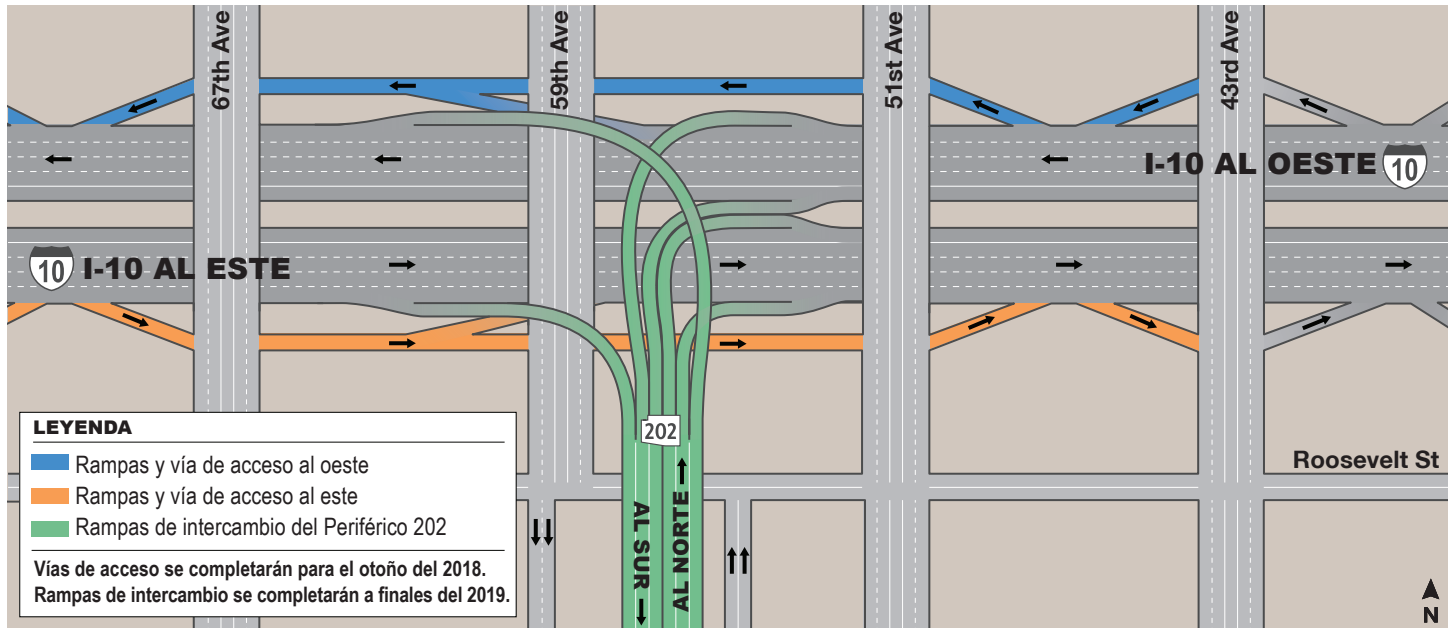 67th Ave
59th Ave
51st Ave
43rd Ave
I-10 AL OESTE 10
10 I-10 AL ESTE
202
Roosevelt St
AL SUR
AL NORTE
LEYENDA
Rampas y vía de acceso al oeste
Rampas y vía de acceso al este
Rampas de intercambio del Periférico 202
Vías de acceso se completarán para el otoño del 2018.
Rampas de intercambio se completarán a finales del 2019.
N